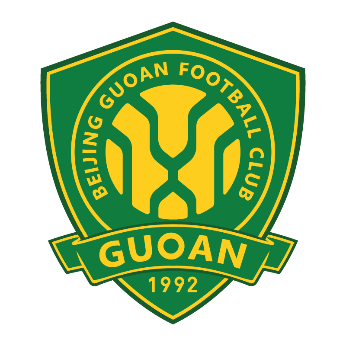 BEIJING GUOAN FOOTBALL CLUB
GUOAN
1992